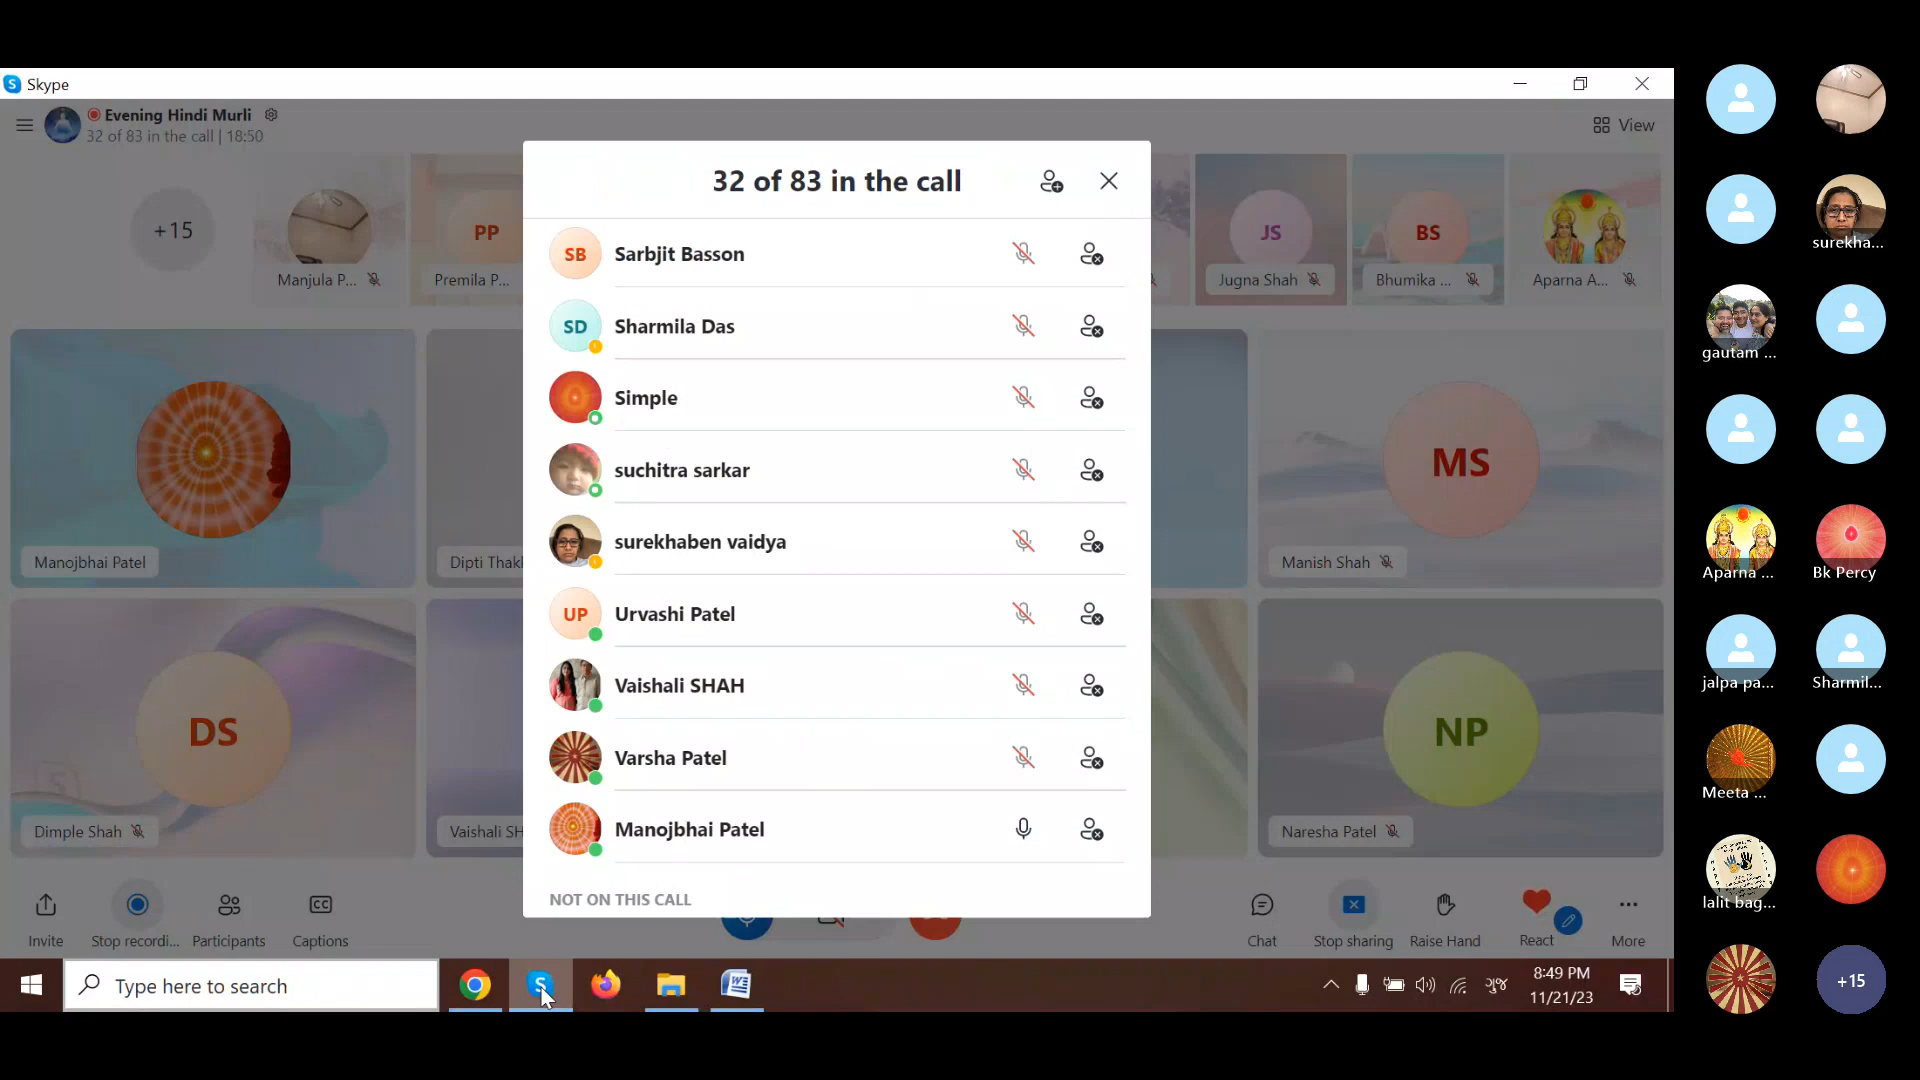 Skype
Evening Hindi Murli
32 of 83 in the call | 18:50
View
32 of 83 in the call
+15
Manjula P...
PP
Premila P...
JS
Jugna Shah
BS
Bhumika ...
Aparna A...
Sarbjit Basson
SB
Sharmila Das
SD
Simple
suchitra sarkar
surekhaben vaidya
Urvashi Patel
UP
Vaishali SHAH
Varsha Patel
Manojbhai Patel
NOT ON THIS CALL
Manojbhai Patel
Dipti Thak
MS
Manish Shah
DS
Dimple Shah
Vaishali SH
NP
Naresha Patel
Invite
Stop recordi...
Participants
CC
Captions
Chat
Stop sharing
Raise Hand
React
More
Type here to search
ગુજ
8:49 PM
11/21/23
surekha...
gautam ...
Aparna ...
Bk Percy
jalpa pa...
Sharmil...
Meeta ...
lalit bag...
+15